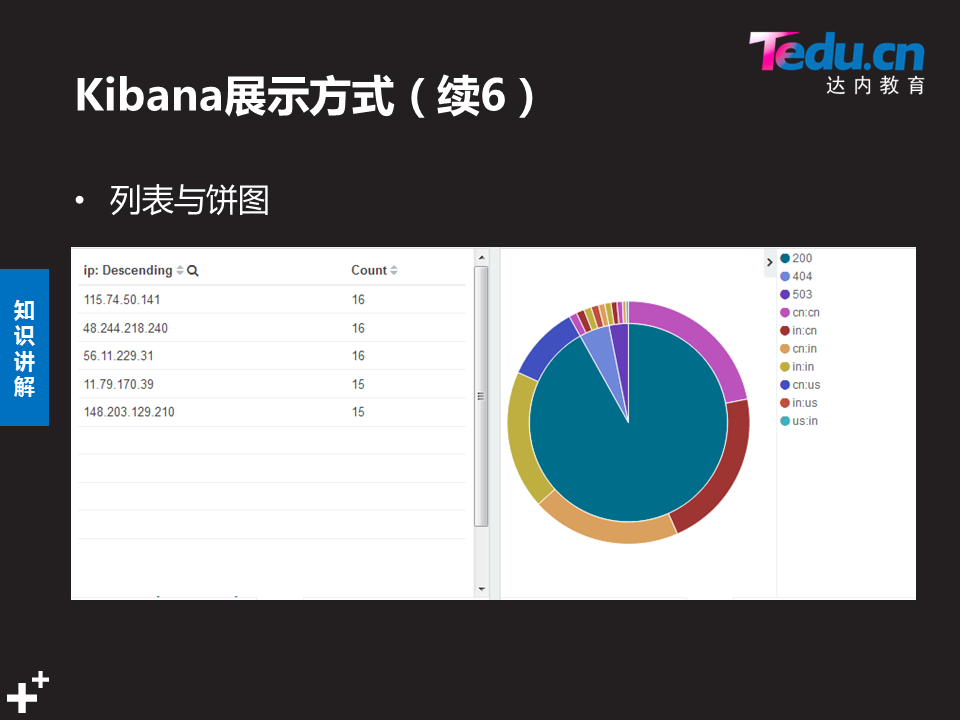 Tedu.cn
达内教育
Kibana展示方式（续6）
• 列表与饼图
知识讲解
ip: Descending Count
115.74.50.141 16
48.244.218.240 16
56.11.229.31 16
11.79.170.39 15
148.203.129.210 15
200
404
503
cn:cn
in:cn
cn:in
in:in
cn:us
in:us
us:in